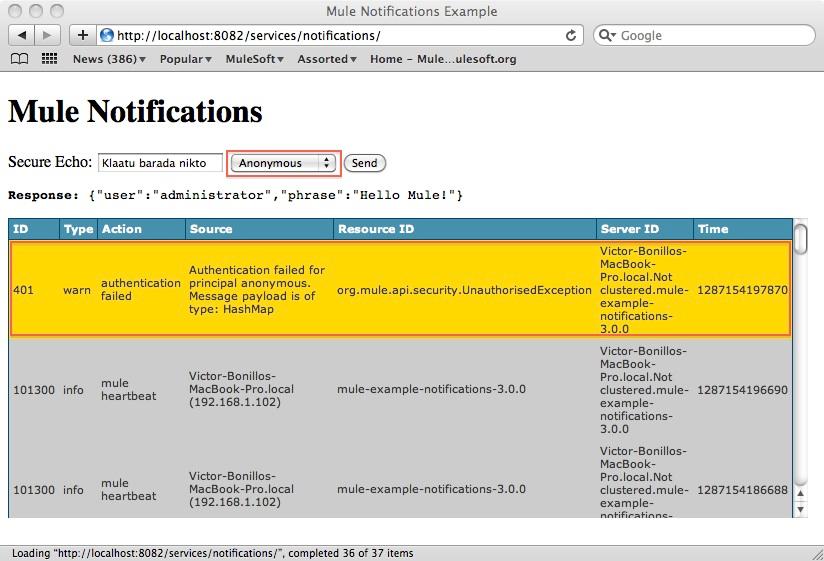 Mule Notifications Example
http://localhost:8082/services/notifications/
Google
News (386)▾ Popular▾ MuleSoft▾ Assorted▾ Home – Mule...ulesoft.org
Mule Notifications
Secure Echo: Klaatu barada nikto Anonymous Send
Response: {"user":"administrator","phrase":"Hello Mule!"}
ID Type Action Source Resource ID Server ID Time
401 warn authentication failed Authentication failed for principal anonymous. Message payload is of type: HashMap org.mule.api.security.UnauthorisedException Victor-Bonillos-MacBook-Pro.local.Not clustered.mule-example-notifications-3.0.0 1287154197870
101300 info mule heartbeat Victor-Bonillos-MacBook-Pro.local (192.168.1.102) mule-example-notifications-3.0.0 Victor-Bonillos-MacBook-Pro.local.Not clustered.mule-example-notifications-3.0.0 1287154196690
101300 info mule heartbeat Victor-Bonillos-MacBook-Pro.local (192.168.1.102) mule-example-notifications-3.0.0 Victor-Bonillos-MacBook-Pro.local.Not clustered.mule-example-notifications- 1287154186688
Loading "http://localhost:8082/services/notifications/", completed 36 of 37 items